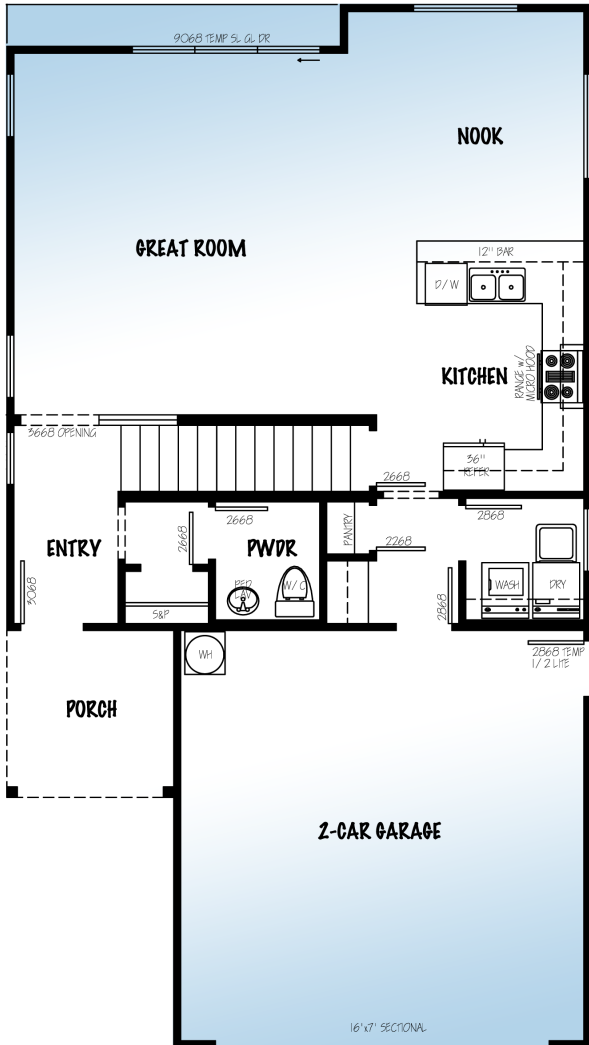 9068 TEMP SL GL DR
NOOK
GREAT ROOM
12" BAR
D/W
KITCHEN
RANGE w/
MICRO HOOD
3668 OPENING
36"
REFER
2668
2668
2868
PANTRY
ENTRY
2668
PWDR
2268
3068
PED
LAV
W/C
WASH
DRY
2868
S&P
WH
2868 TEMP
1/2 LITE
PORCH
2-CAR GARAGE
16'x7' SECTIONAL